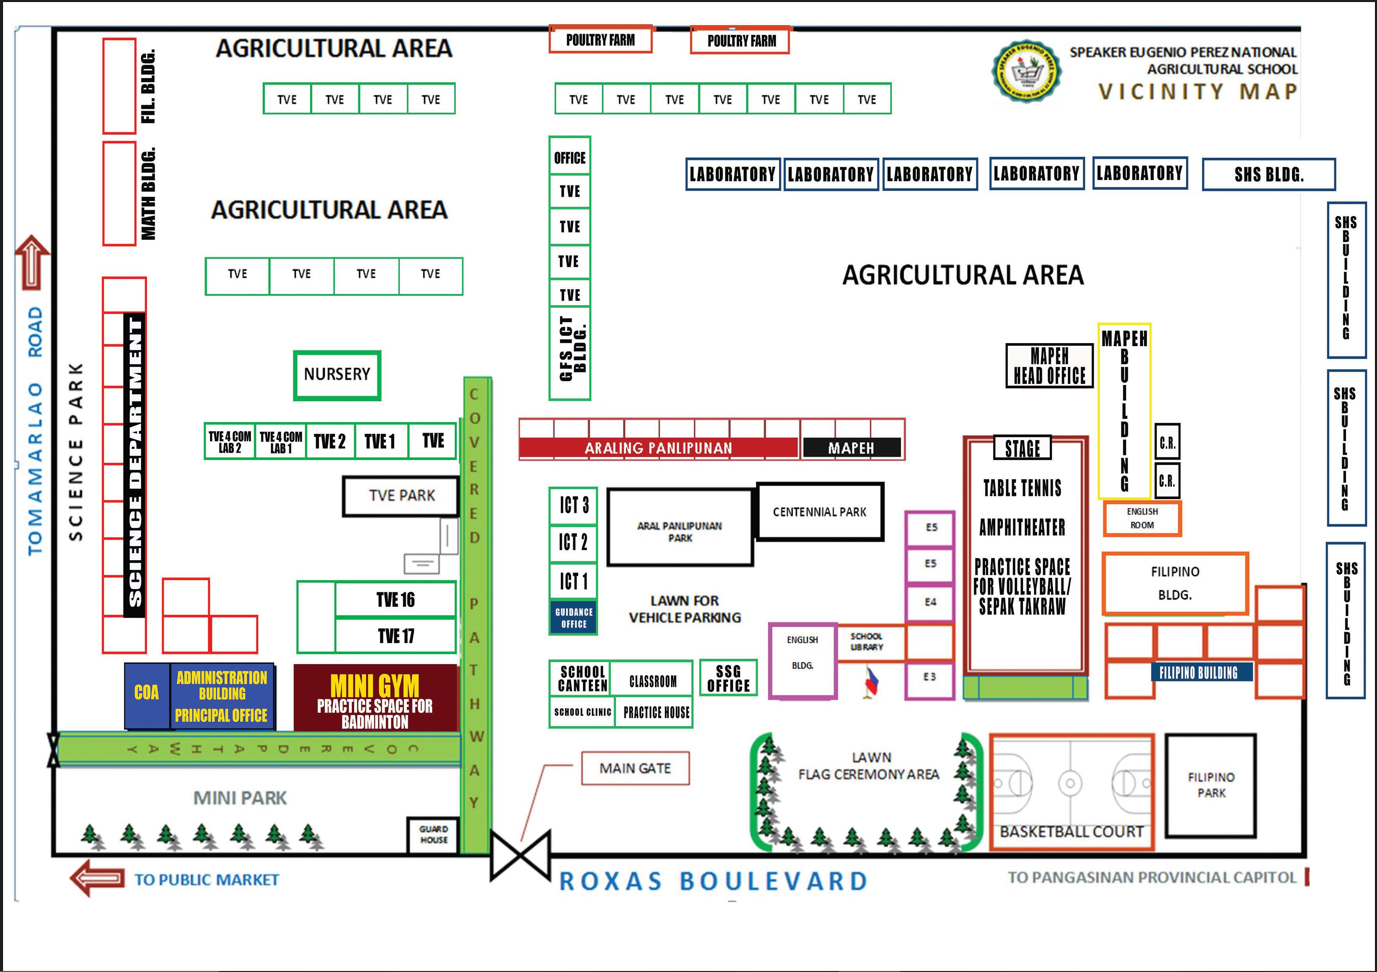 AGRICULTURAL AREA
POULTRY FARM
POULTRY FARM
SPEAKER EUGENIO PEREZ NATIONAL
AGRICULTURAL SCHOOL
VICINITY MAP
FIL. BLDG.
TVE TVE TVE TVE
TVE TVE TVE TVE TVE TVE TVE
MATH BLDG.
OFFICE
TVE
TVE
TVE
TVE
GFS ICT
BLDG.
LABORATORY LABORATORY LABORATORY LABORATORY LABORATORY
SHS BLDG.
AGRICULTURAL AREA
TVE TVE TVE TVE
AGRICULTURAL AREA
SHS
BUILDING
SHS
BUILDING
SHS
BUILDING
TOMAMARLAO ROAD
SCIENCE PARK
SCIENCE DEPARTMENT
NURSERY
TVE 4 COM
LAB 2
TVE 4 COM
LAB 1
TVE 2
TVE 1
TVE
COVERED PATHWAY
TVE PARK
ARALING PANLIPUNAN
MAPEH
MAPEH
HEAD OFFICE
MAPEH
BUILDING
C.R.
C.R.
STAGE
TABLE TENNIS
AMPHITHEATER
PRACTICE SPACE
FOR VOLLEYBALL/
SEPAK TAKRAW
ICT 3
ICT 2
ICT 1
GUIDANCE
OFFICE
ARAL PANLIPUNAN
PARK
CENTENNIAL PARK
LAWN FOR
VEHICLE PARKING
E5
E5
E4
E3
ENGLISH
ROOM
FILIPINO
BLDG.
FILIPINO BUILDING
TVE 16
TVE 17
ENGLISH
BLDG.
SCHOOL
LIBRARY
COA
ADMINISTRATION
BUILDING
PRINCIPAL OFFICE
MINI GYM
PRACTICE SPACE FOR
BADMINTON
SCHOOL
CANTEEN
CLASSROOM
SSG
OFFICE
SCHOOL CLINIC
PRACTICE HOUSE
COVEREDPATHWAY
MAIN GATE
LAWN
FLAG CEREMONY AREA
BASKETBALL COURT
FILIPINO
PARK
MINI PARK
GUARD
HOUSE
TO PUBLIC MARKET
ROXAS BOULEVARD
TO PANGASINAN PROVINCIAL CAPITOL